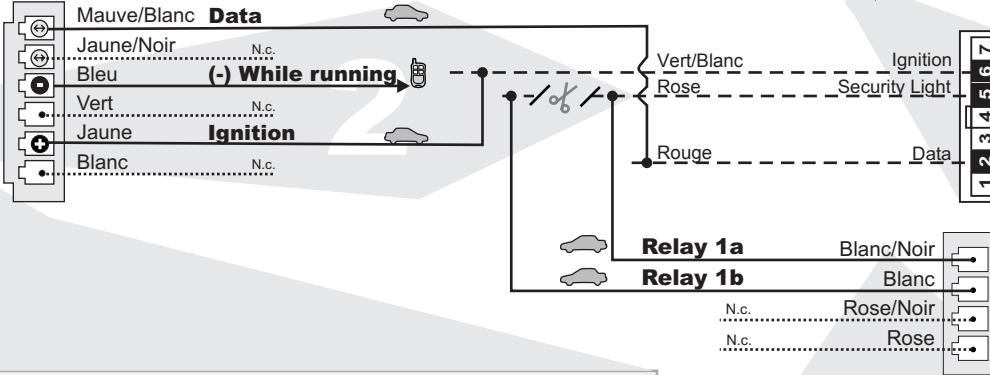 Mauve/Blanc Data
Jaune/Noir N.c.
Bleu (-) While running
Vert N.c.
Jaune Ignition
Blanc N.c.
2
Vert/Blanc Ignition
Rose Security Light
Rouge Data
7
6
5
4
3
2
1
Relay 1a Blanc/Noir
Relay 1b Blanc
N.c. Rose/Noir
N.c. Rose